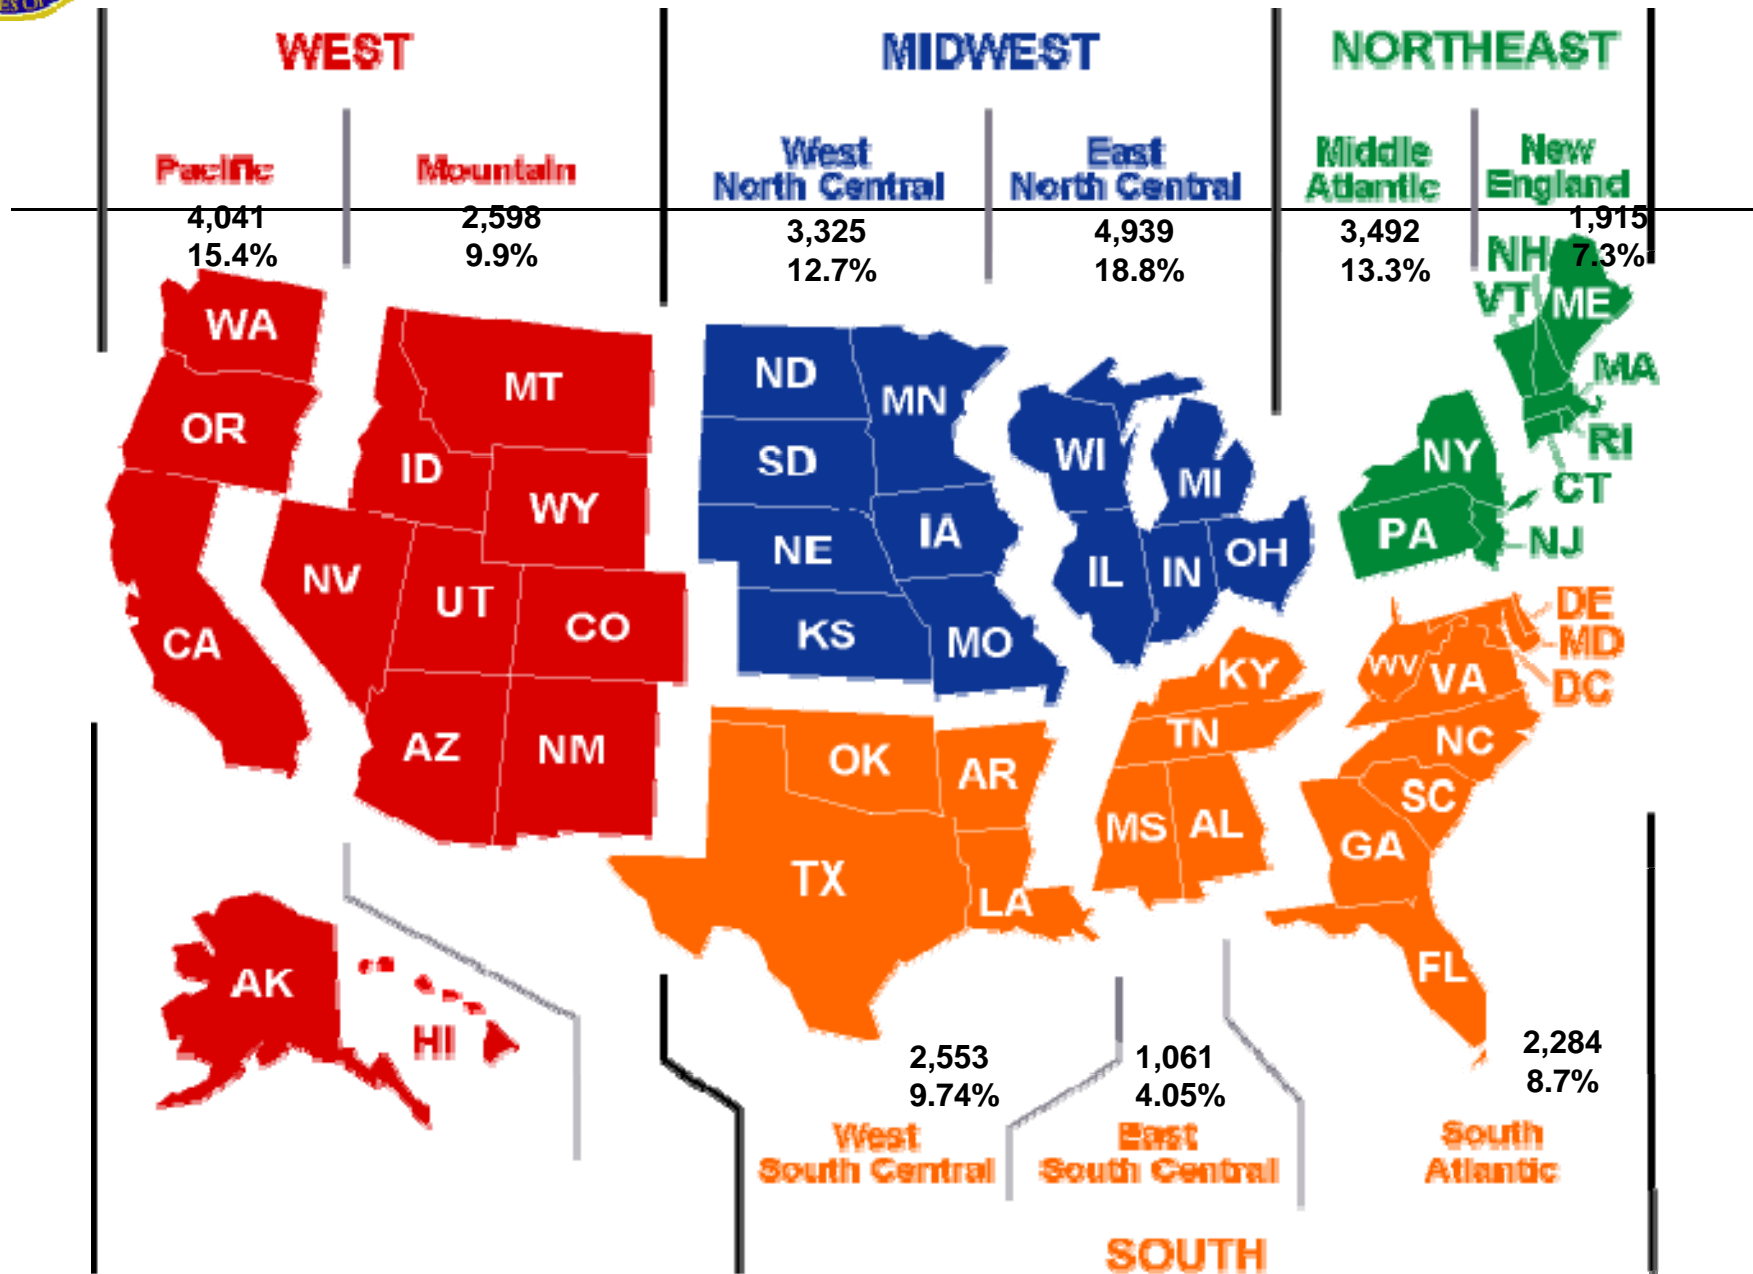 ES OF
WEST
MIDWEST
NORTHEAST
Pacific
Mountain
West
North Central
East
North Central
Middle
Atlantic
New
England
4,041
15.4%
2,598
9.9%
3,325
12.7%
4,939
18.8%
3,492
13.3%
1,915
7.3%
NH
VT
ME
MA
RI
CT
NY
PA
NJ
WA
OR
CA
MT
ID
WY
NV
UT
CO
AZ
NM
AK
HI
ND
MN
SD
NE
IA
KS
MO
WI
MI
IL
IN
OH
DE
MD
DC
WV
VA
KY
TN
NC
SC
OK
AR
TX
LA
MS
AL
GA
FL
2,553
9.74%
1,061
4.05%
2,284
8.7%
West
South Central
East
South Central
South
Atlantic
SOUTH